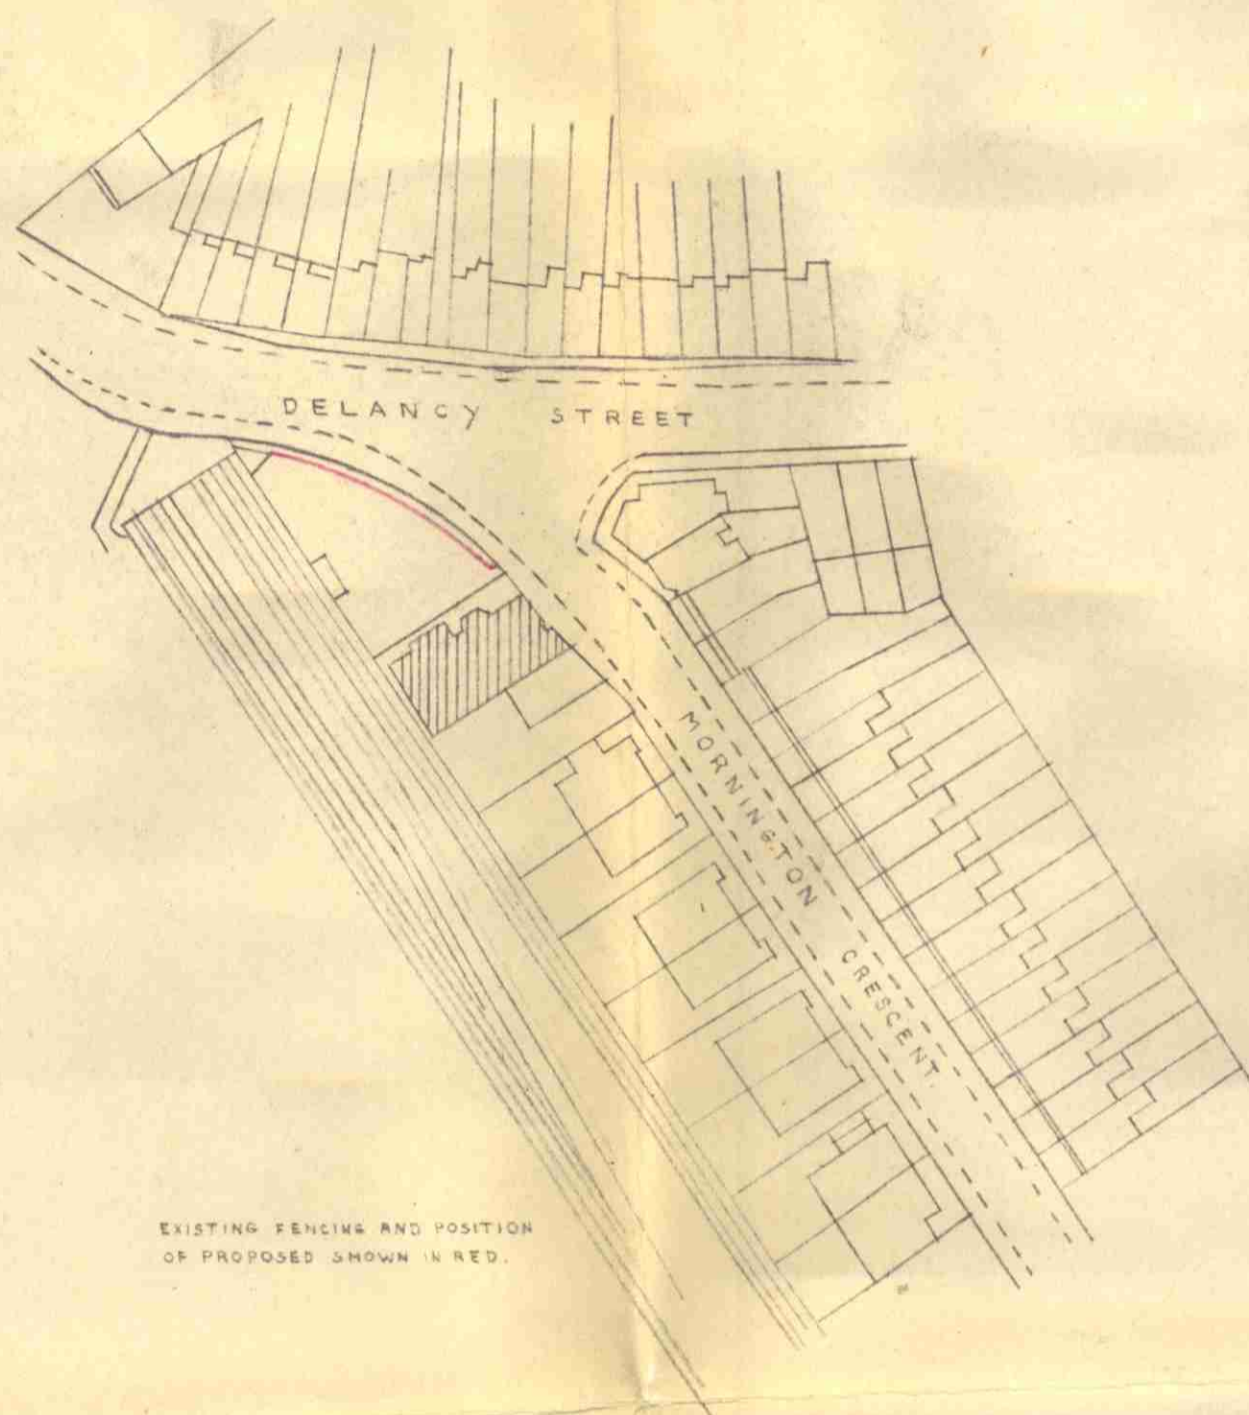 DELANCY STREET
MORNINGTON CRESCENT.
EXISTING FENCING AND POSITION
OF PROPOSED SHOWN IN RED.